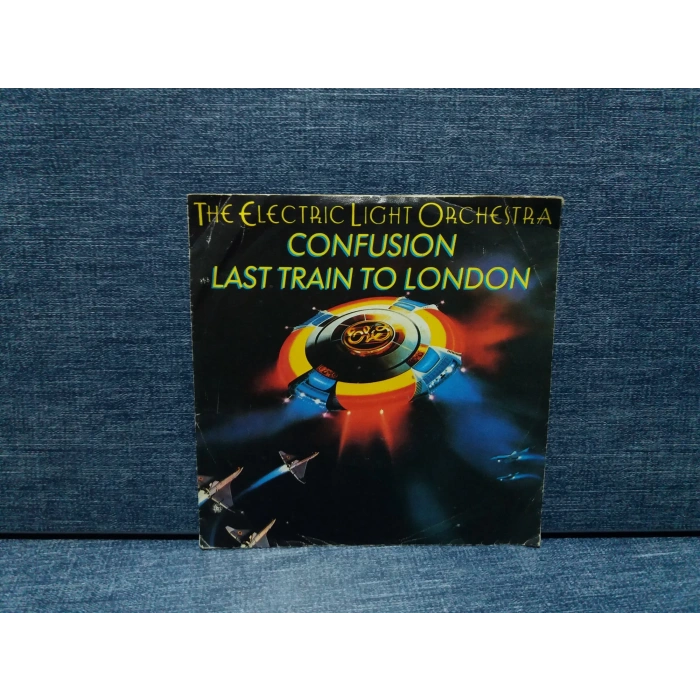 THE ELECTRIC LIGHT ORCHESTRA
CONFUSION
LAST TRAIN TO LONDON